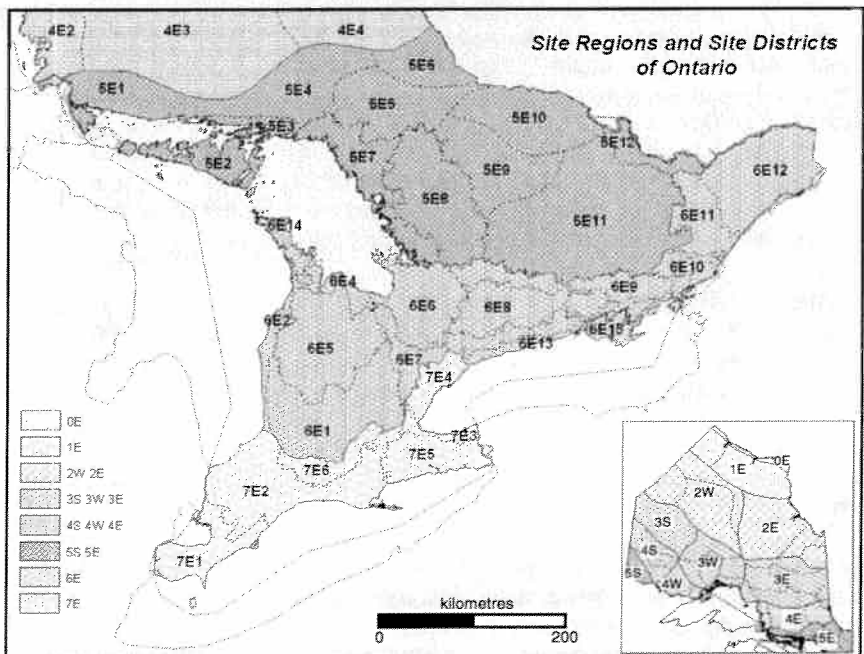 Site Regions and Site Districts
of Ontario
4E2
4E3
4E4
5E1
5E4
5E6
5E5
5E3
5E2
5E7
5E10
5E12
5E9
5E8
5E11
6E12
6E11
6E14
6E4
6E10
6E9
6E6
6E8
6E2
6E15
6E5
6E13
6E7
7E4
6E1
7E3
7E5
7E6
7E2
7E1
0E
1E
2W 2E
3S 3W 3E
4S 4W 4E
5S 5E
6E
7E
kilometres
0
200
0E
1E
2W
3S
2E
4S
3W
5S
4W
3E
4E
5E